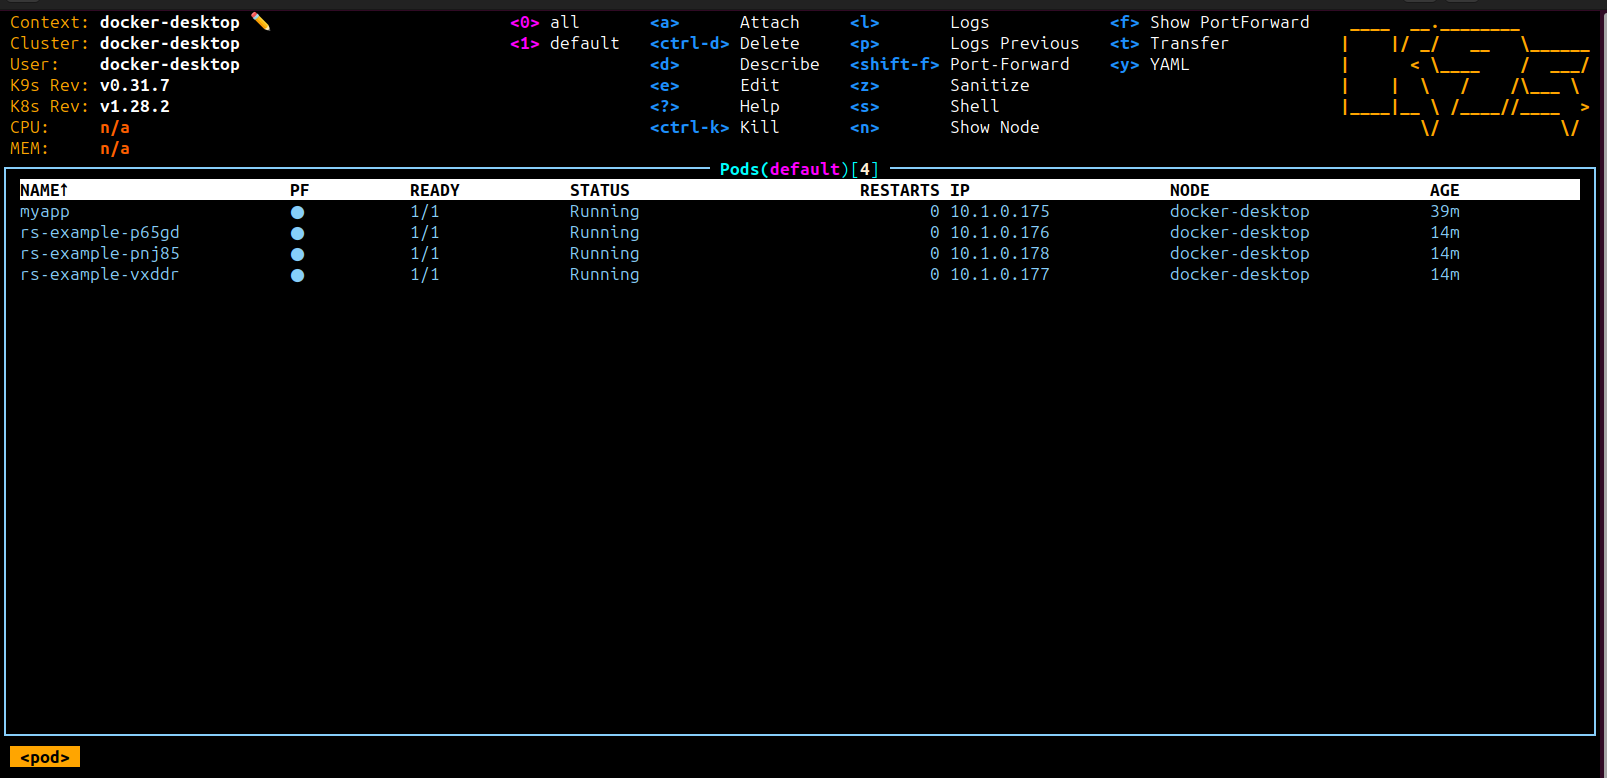 Context: docker-desktop ✏️ <0> all <a> Attach <l> Logs <f> Show PortForward
Cluster: docker-desktop <1> default <ctrl-d> Delete <p> Logs Previous <t> Transfer
User: docker-desktop <d> Describe <shift-f> Port-Forward <y> YAML
K9s Rev: v0.31.7 <e> Edit <z> Sanitize
K8s Rev: v1.28.2 <?> Help <s> Shell
CPU: n/a <ctrl-k> Kill <n> Show Node
MEM: n/a
Pods(default)[4]
NAME↑ PF READY STATUS RESTARTS IP NODE AGE
myapp ● 1/1 Running 0 10.1.0.175 docker-desktop 39m
rs-example-p65gd ● 1/1 Running 0 10.1.0.176 docker-desktop 14m
rs-example-pnj85 ● 1/1 Running 0 10.1.0.178 docker-desktop 14m
rs-example-vxddr ● 1/1 Running 0 10.1.0.177 docker-desktop 14m
<pod>